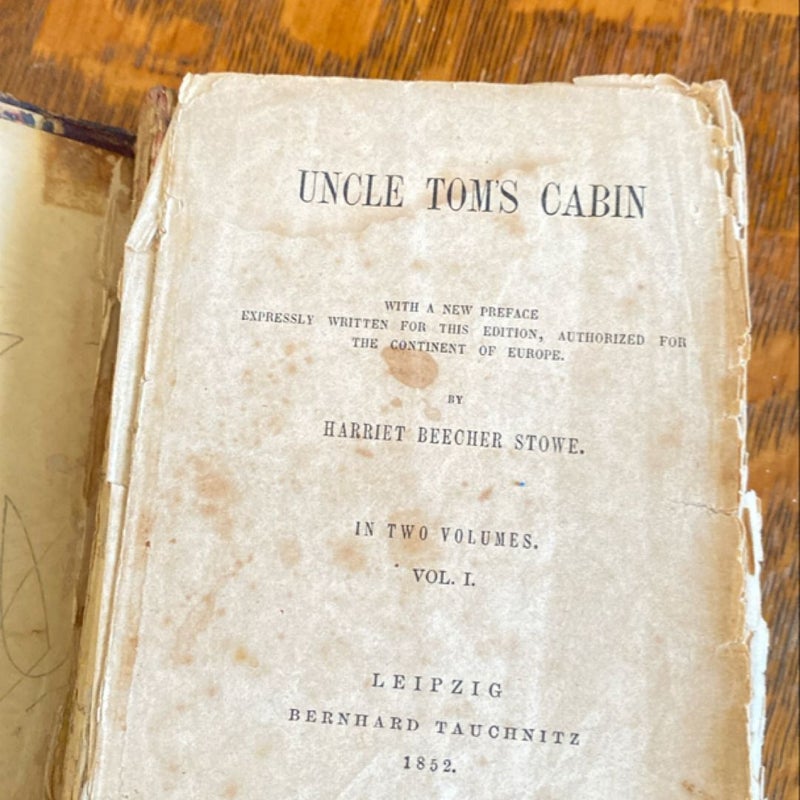 UNCLE TOM'S CABIN
WITH A NEW PREFACE
EXPRESSLY WRITTEN FOR THIS EDITION, AUTHORIZED FOR
THE CONTINENT OF EUROPE.
BY
HARRIET BEECHER STOWE.
IN TWO VOLUMES.
VOL. I.
LEIPZIG
BERNHARD TAUCHNITZ
1852.